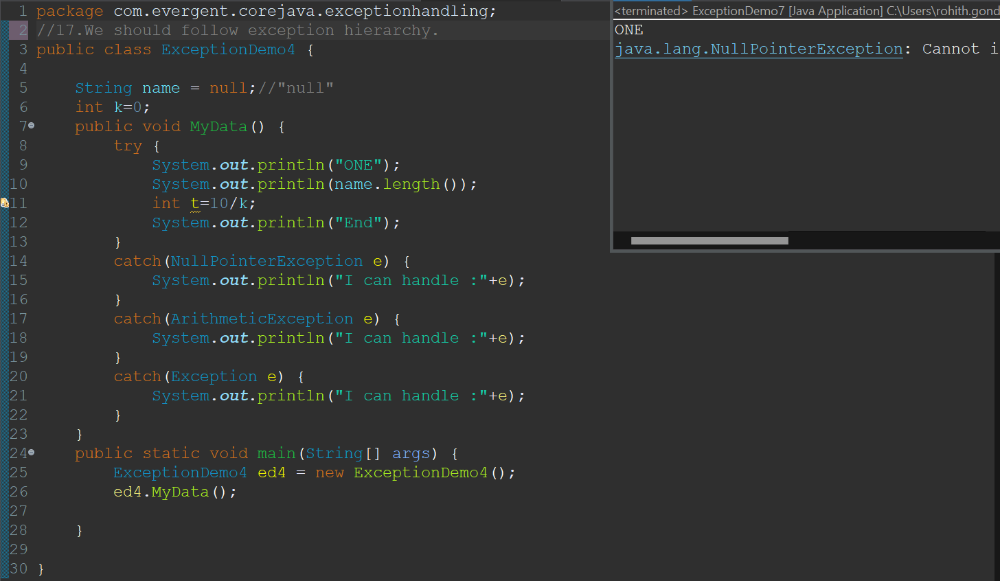 1 package com.evergent.corejava.exceptionhandling;
2 //17.We should follow exception hierarchy.
3 public class ExceptionDemo4 {
4
5     String name = null;//"null"
6     int k=0;
7     public void MyData() {
8         try {
9             System.out.println("ONE");
10             System.out.println(name.length());
11             int t=10/k;
12             System.out.println("End");
13         }
14         catch(NullPointerException e) {
15             System.out.println("I can handle :"+e);
16         }
17         catch(ArithmeticException e) {
18             System.out.println("I can handle :"+e);
19         }
20         catch(Exception e) {
21             System.out.println("I can handle :"+e);
22         }
23     }
24     public static void main(String[] args) {
25         ExceptionDemo4 ed4 = new ExceptionDemo4();
26         ed4.MyData();
27
28     }
29
30 }
<terminated> ExceptionDemo7 [Java Application] C:\Users\rohith.gond
ONE
java.lang.NullPointerException: Cannot i